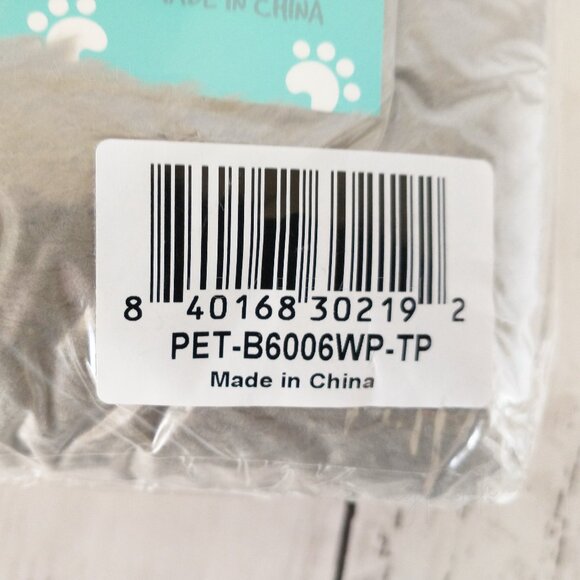 MADE IN CHINA
8 40168 30219 2
PET-B6006WP-TP
Made in China